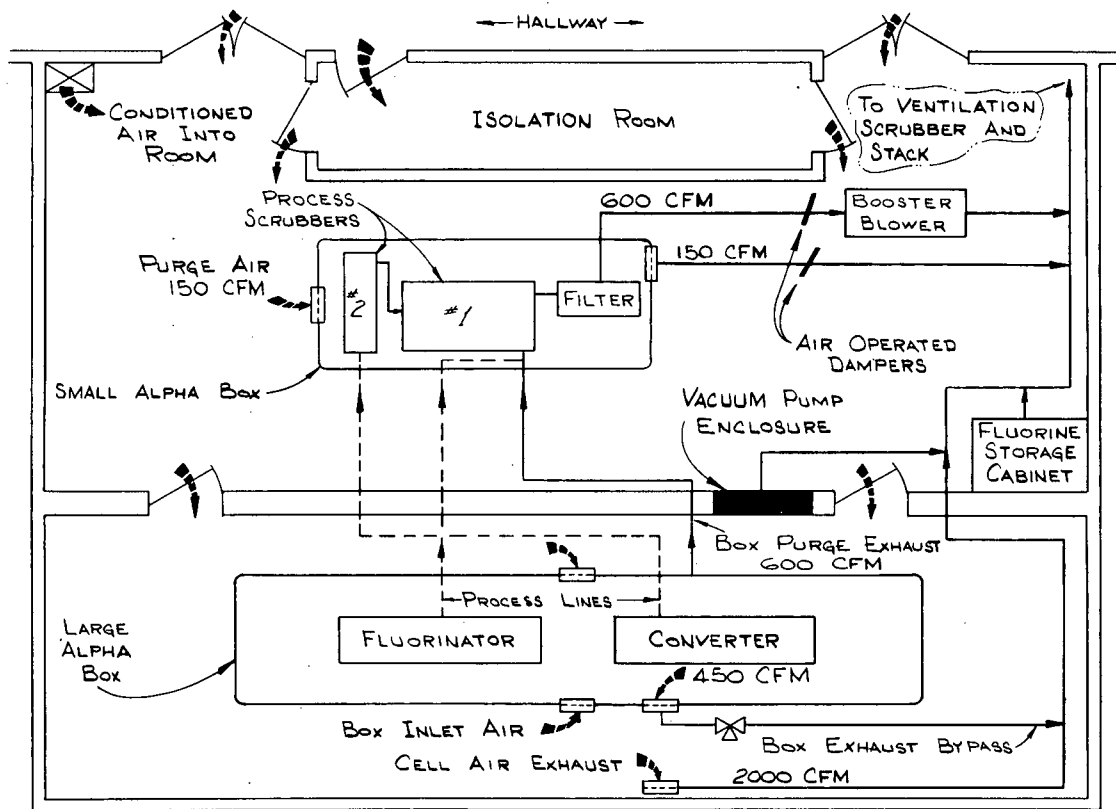 HALLWAY
CONDITIONED
AIR INTO
ROOM
ISOLATION ROOM
TO VENTILATION
SCRUBBER AND
STACK
PROCESS
SCRUBBERS
600 CFM
BOOSTER
BLOWER
PURGE AIR
150 CFM
#2
#1
FILTER
150 CFM
AIR OPERATED
DAMPERS
SMALL ALPHA BOX
VACUUM PUMP
ENCLOSURE
FLUORINE
STORAGE
CABINET
BOX PURGE EXHAUST
600 CFM
PROCESS LINES
LARGE
ALPHA
BOX
FLUORINATOR
CONVERTER
450 CFM
BOX INLET AIR
BOX EXHAUST BYPASS
CELL AIR EXHAUST
2000 CFM